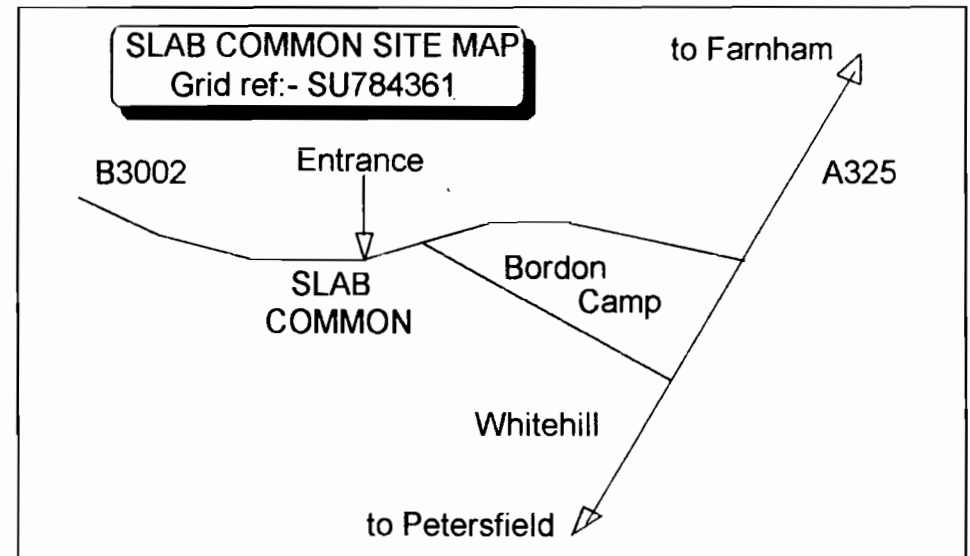 SLAB COMMON SITE MAP
Grid ref:- SU784361
to Farnham
B3002
Entrance
A325
SLAB
COMMON
Bordon
Camp
Whitehill
to Petersfield